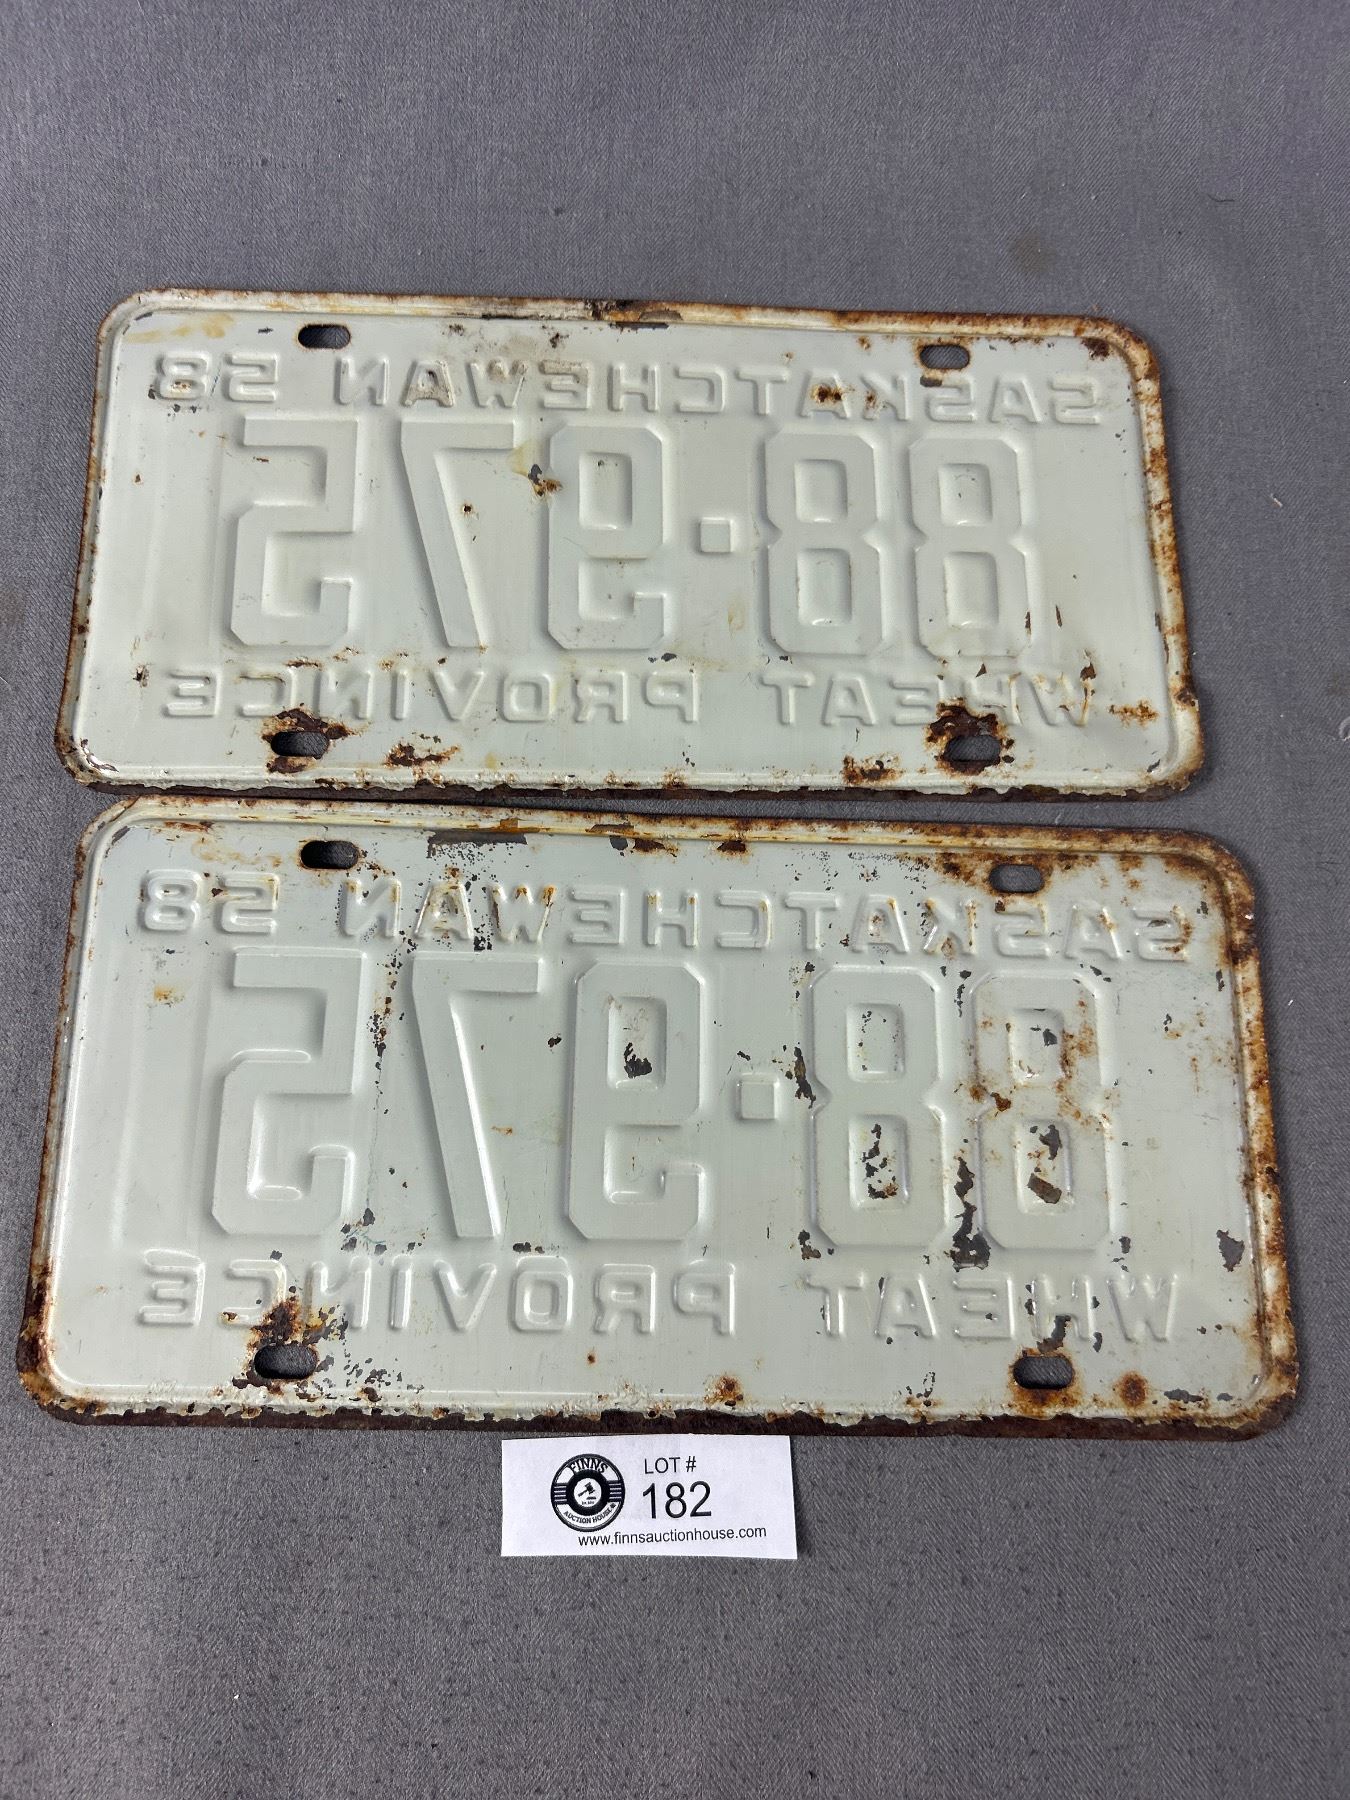 SASKATCHEWAN 58
88-975
WHEAT PROVINCE
SASKATCHEWAN 58
88-975
WHEAT PROVINCE
FINNS
AUCTION HOUSE
LOT #
182
www.finnsauctionhouse.com